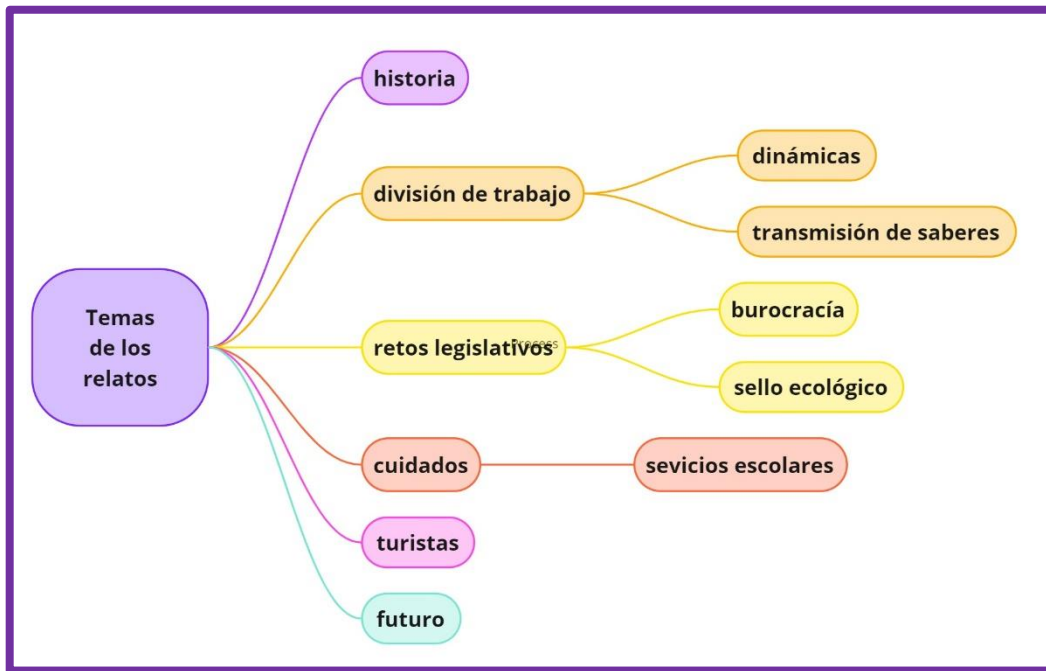 Temas
de los
relatos
historia
división de trabajo
dinámicas
transmisión de saberes
retos legislativos
Process
burocracía
sello ecológico
cuidados
sevicios escolares
turistas
futuro